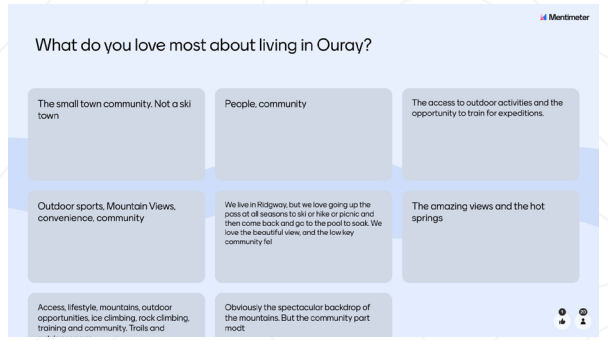 Mentimeter
What do you love most about living in Ouray?
The small town community. Not a ski
town
People, community
The access to outdoor activities and the
opportunity to train for expeditions.
Outdoor sports, Mountain Views,
convenience, community
We live in Ridgway, but we love going up the
pass at all seasons to ski or hike or picnic and
then come back and go to the pool to soak. We
love the beautiful view, and the low key
community fel
The amazing views and the hot
springs
Access, lifestyle, mountains, outdoor
opportunities, ice climbing, rock climbing,
training and community. Trails and
Obviously the spectacular backdrop of
the mountains. But the community part
modt